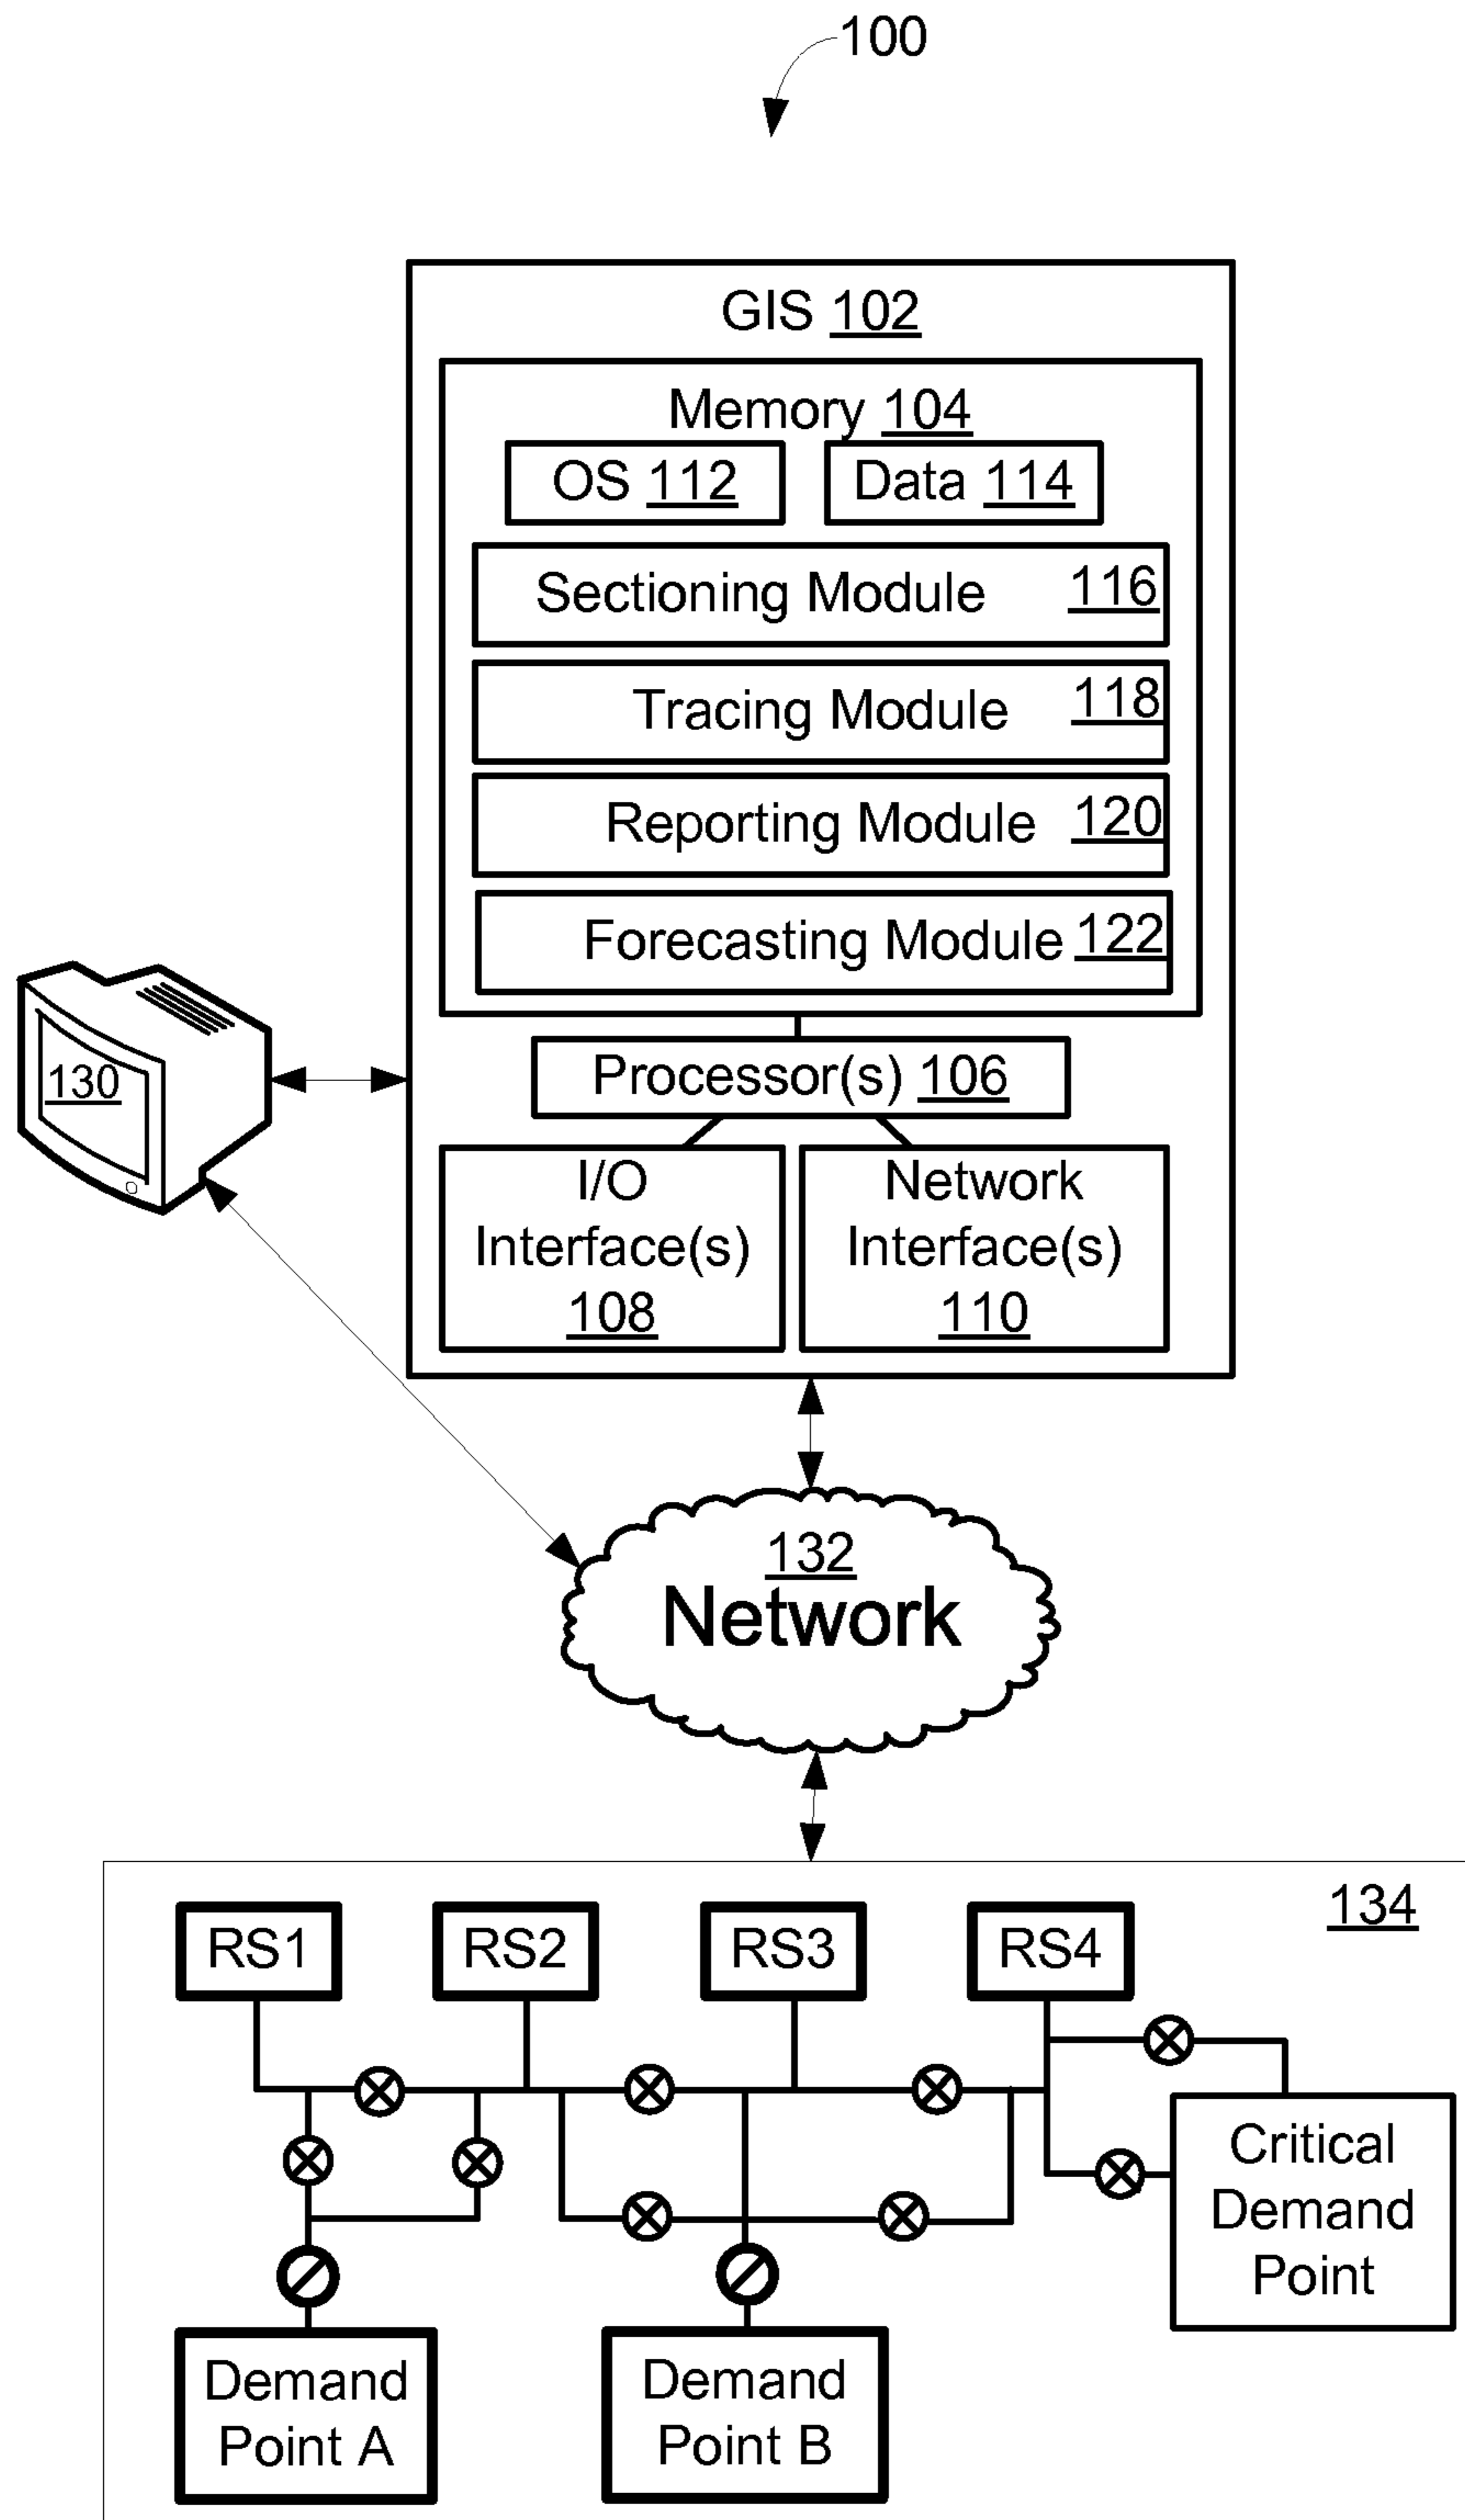 100
GIS 102
Memory 104
OS 112
Data 114
Sectioning Module 116
Tracing Module 118
Reporting Module 120
Forecasting Module 122
130
Processor(s) 106
I/O
Interface(s)
108
Network
Interface(s)
110
132
Network
134
RS1
RS2
RS3
RS4
Critical
Demand
Point
Demand
Point A
Demand
Point B